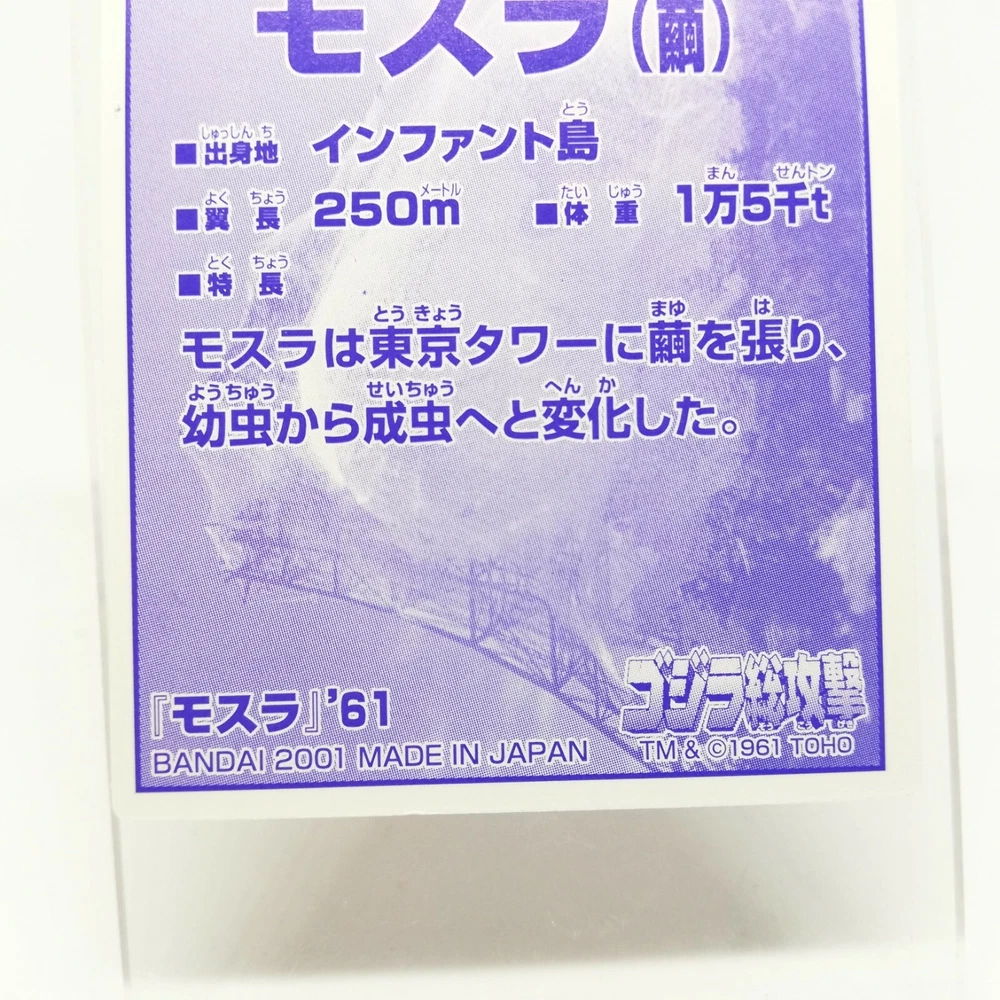 モスラ(繭)
■出身地 インファント島
■翼長 250m ■体重 1万5千t
■特長
モスラは東京タワーに繭を張り、
幼虫から成虫へと変化した。
『モスラ』'61
ゴジラ総攻撃
BANDAI 2001 MADE IN JAPAN
TM & ©1961 TOHO